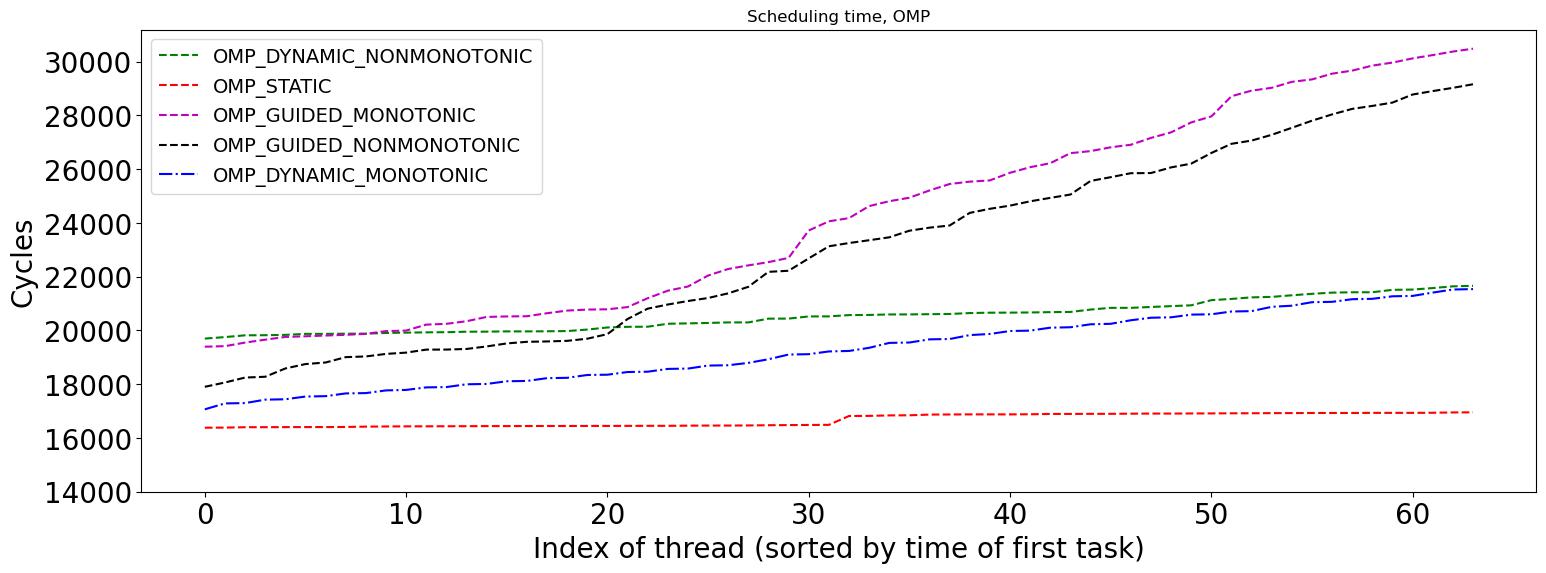 Scheduling time, OMP
OMP_DYNAMIC_NONMONOTONIC
OMP_STATIC
OMP_GUIDED_MONOTONIC
OMP_GUIDED_NONMONOTONIC
OMP_DYNAMIC_MONOTONIC
Cycles
30000
28000
26000
24000
22000
20000
18000
16000
14000
0 10 20 30 40 50 60
Index of thread (sorted by time of first task)